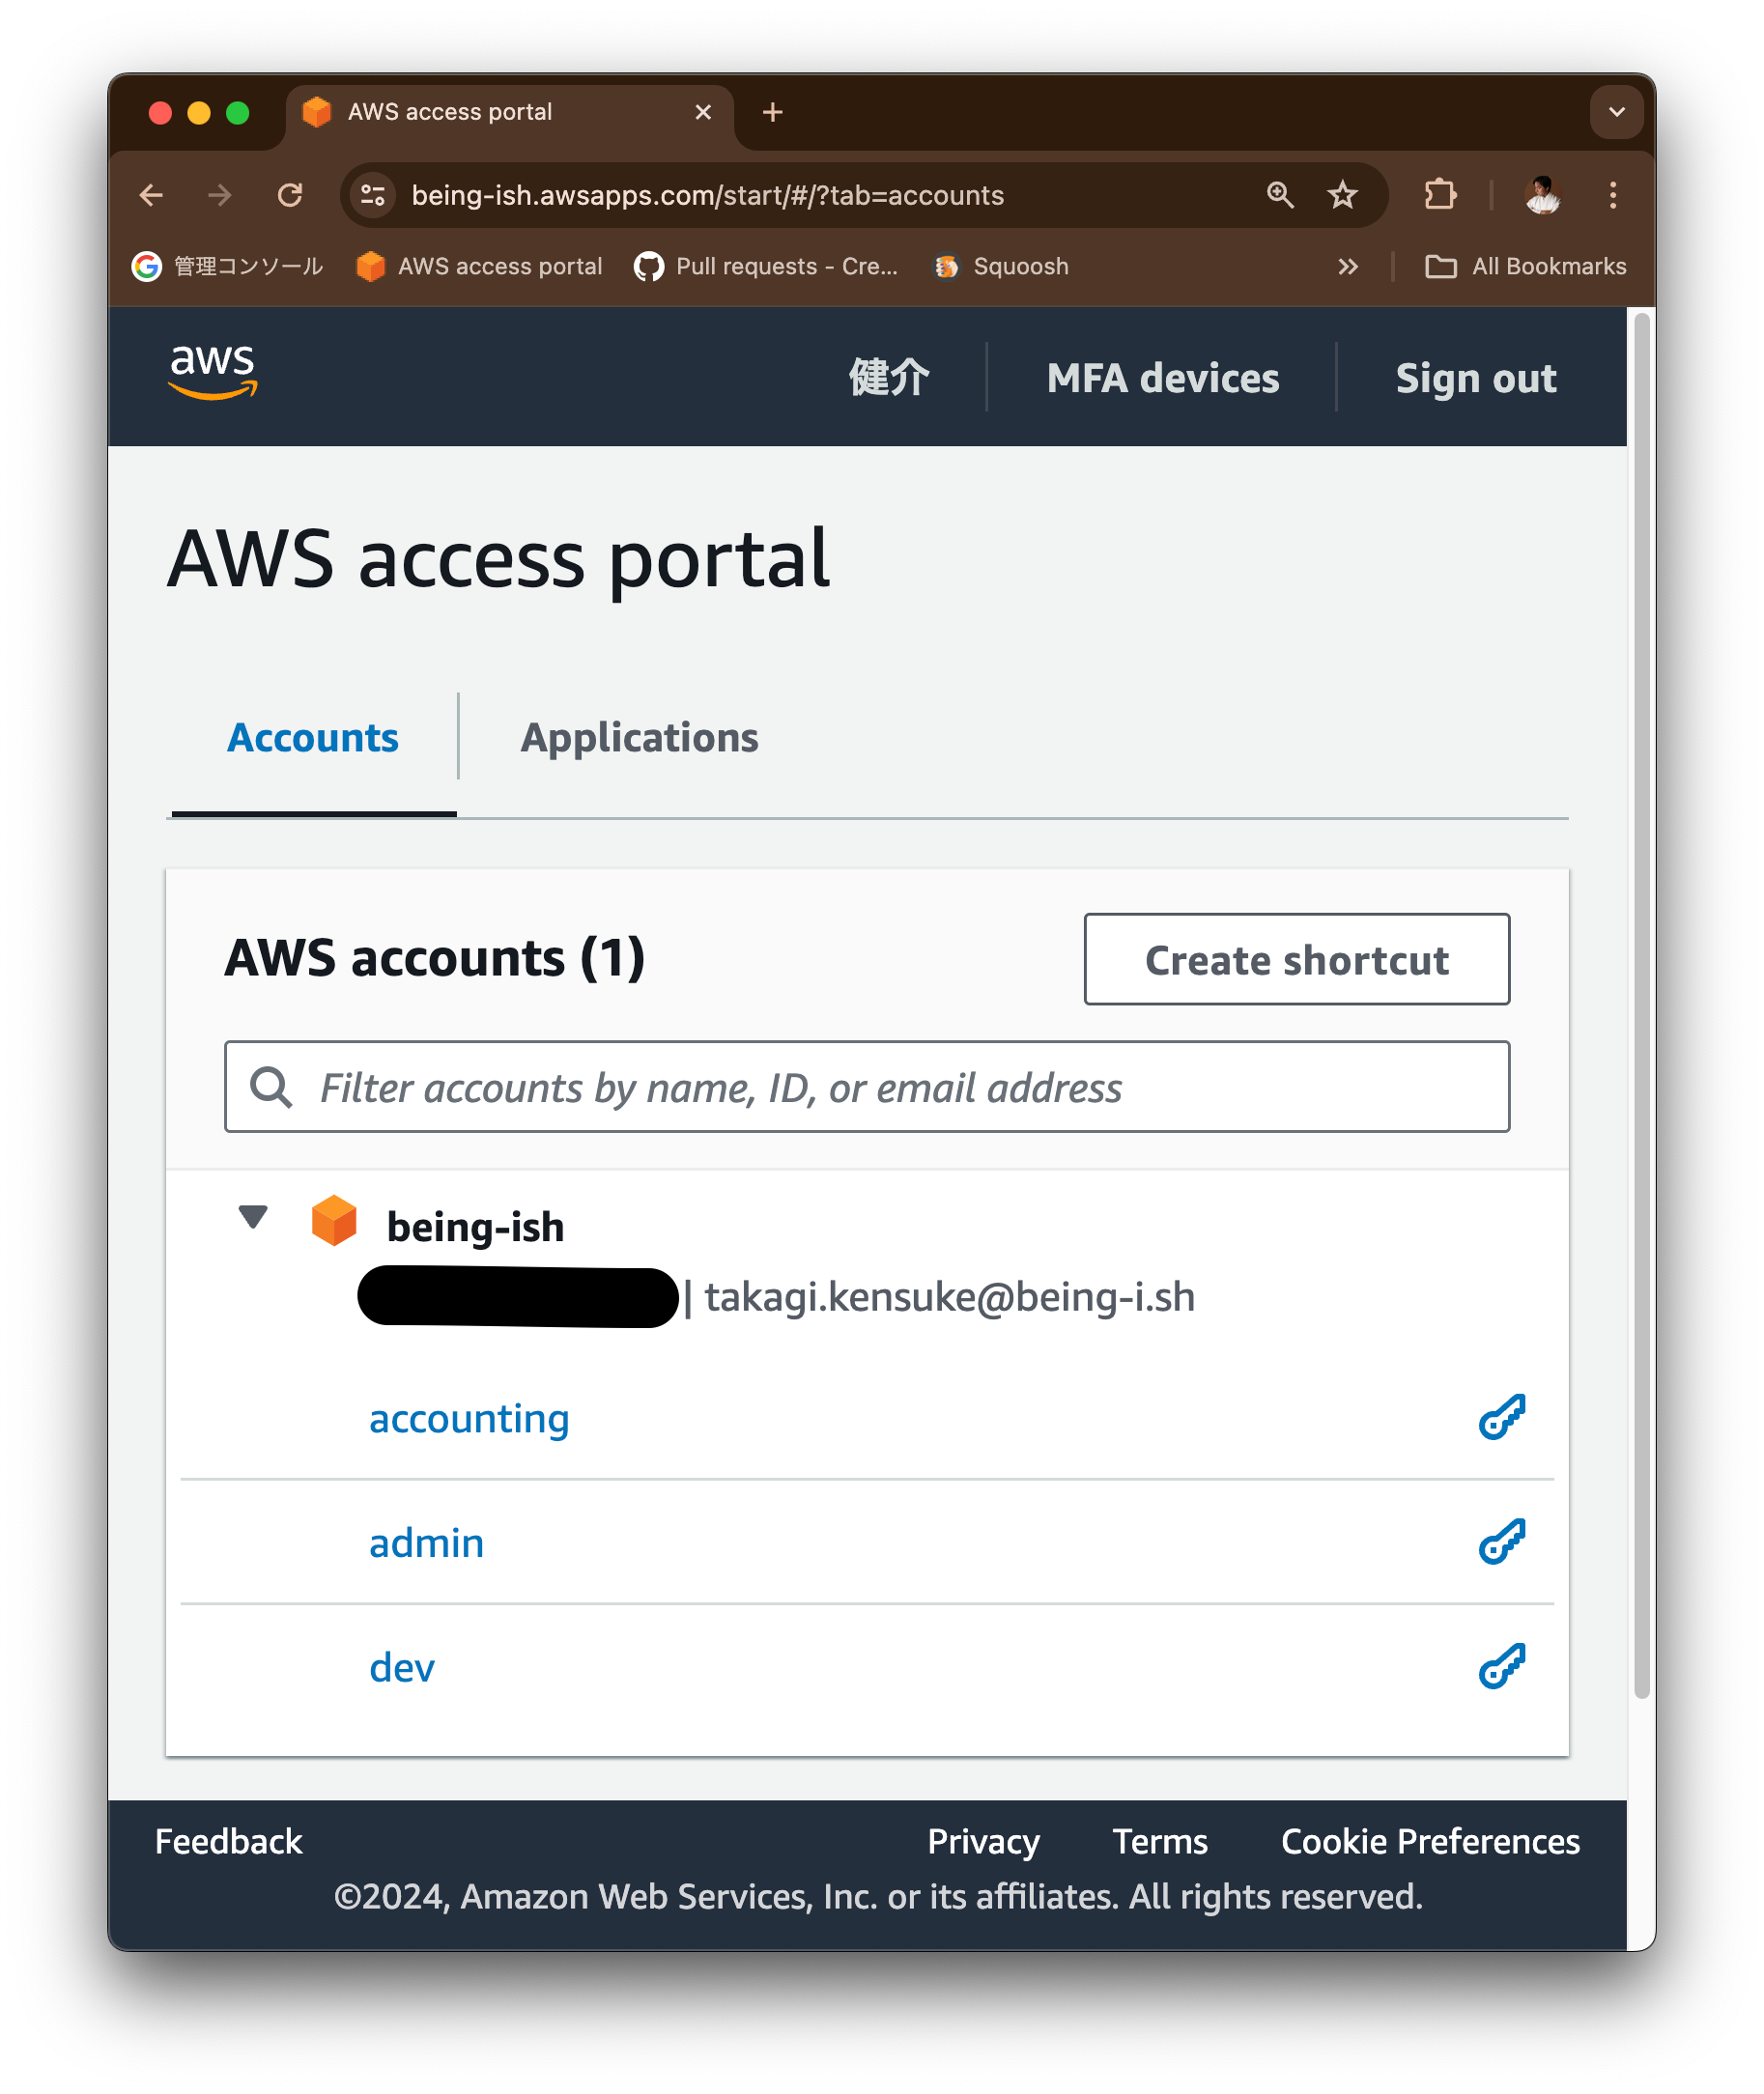 AWS access portal
being-ish.awsapps.com/start/#/?tab=accounts
管理コンソール AWS access portal Pull requests - Cre... Squoosh All Bookmarks
aws 健介 MFA devices Sign out
AWS access portal
Accounts Applications
AWS accounts (1) Create shortcut
Filter accounts by name, ID, or email address
being-ish
| takagi.kensuke@being-i.sh
accounting
admin
dev
Feedback Privacy Terms Cookie Preferences
©2024, Amazon Web Services, Inc. or its affiliates. All rights reserved.